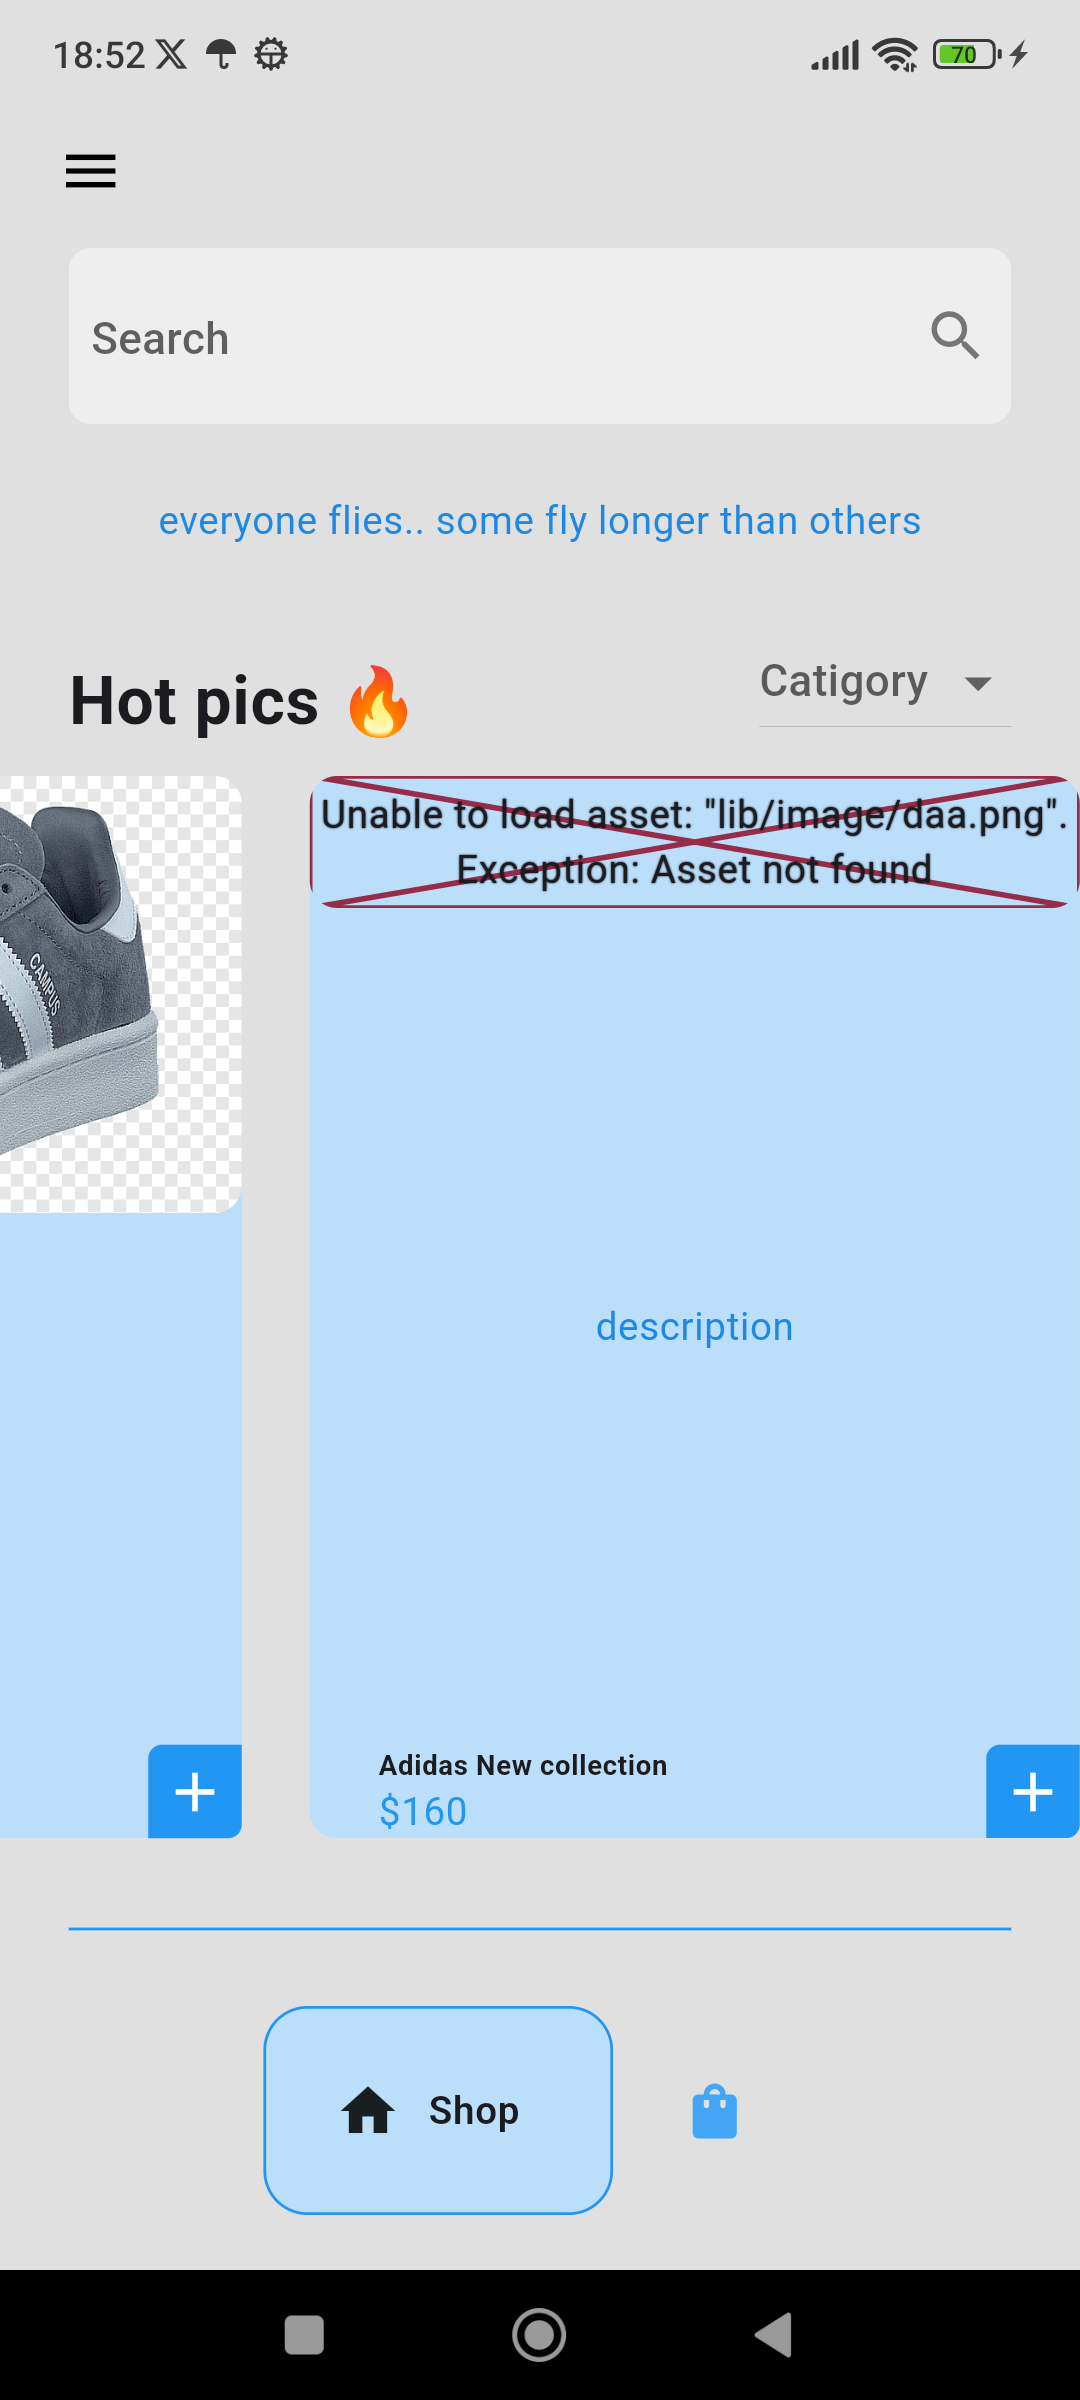 18:52
70
Search
everyone flies.. some fly longer than others
Hot pics 🔥
Catigory
CAMPUS
Unable to load asset: "lib/image/daa.png".
Exception: Asset not found
description
Adidas New collection
$160
Shop